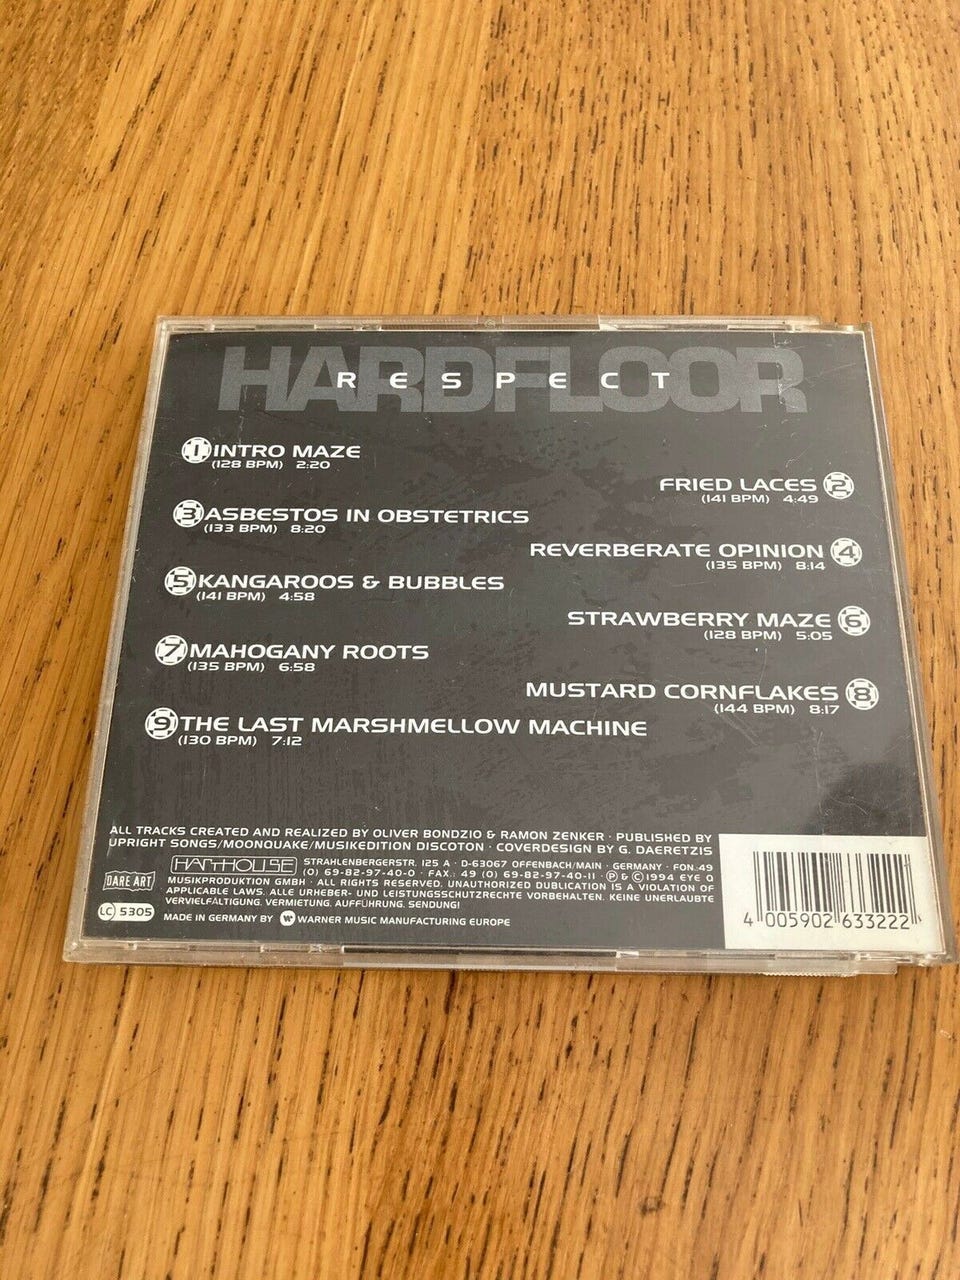 HARDFLOOR
RESPECT
1 INTRO MAZE
(128 BPM) 2:20
FRIED LACES 2
(141 BPM) 4:49
3 ASBESTOS IN OBSTETRICS
(133 BPM) 8:20
REVERBERATE OPINION 4
(135 BPM) 8:14
5 KANGAROOS & BUBBLES
(141 BPM) 4:58
STRAWBERRY MAZE 6
(128 BPM) 5:05
7 MAHOGANY ROOTS
(135 BPM) 6:58
MUSTARD CORNFLAKES 8
(144 BPM) 8:17
9 THE LAST MARSHMELLOW MACHINE
(130 BPM) 7:12
ALL TRACKS CREATED AND REALIZED BY OLIVER BONDZIO & RAMON ZENKER · PUBLISHED BY
UPRIGHT SONGS/MOONQUAKE/MUSIKEDITION DISCOTON · COVERDESIGN BY G. DAERETZIS
HARTHOUSE STRAHLENBERGERSTR. 125 A · D-63067 OFFENBACH/MAIN · GERMANY · FON.:49
(0) 69-82-97-40-0 · FAX.: 49 (0) 69-82-97-40-11 · Ⓟ & © 1994 EYE Q
DARE ART MUSIKPRODUKTION GMBH · ALL RIGHTS RESERVED. UNAUTHORIZED DUBLICATION IS A VIOLATION OF
APPLICABLE LAWS. ALLE URHEBER- UND LEISTUNGSSCHUTZRECHTE VORBEHALTEN. KEINE UNERLAUBTE
VERVIELFÄLTIGUNG, VERMIETUNG, AUFFÜHRUNG, SENDUNG!
LC 5305 MADE IN GERMANY BY W WARNER MUSIC MANUFACTURING EUROPE
4 005902 633222